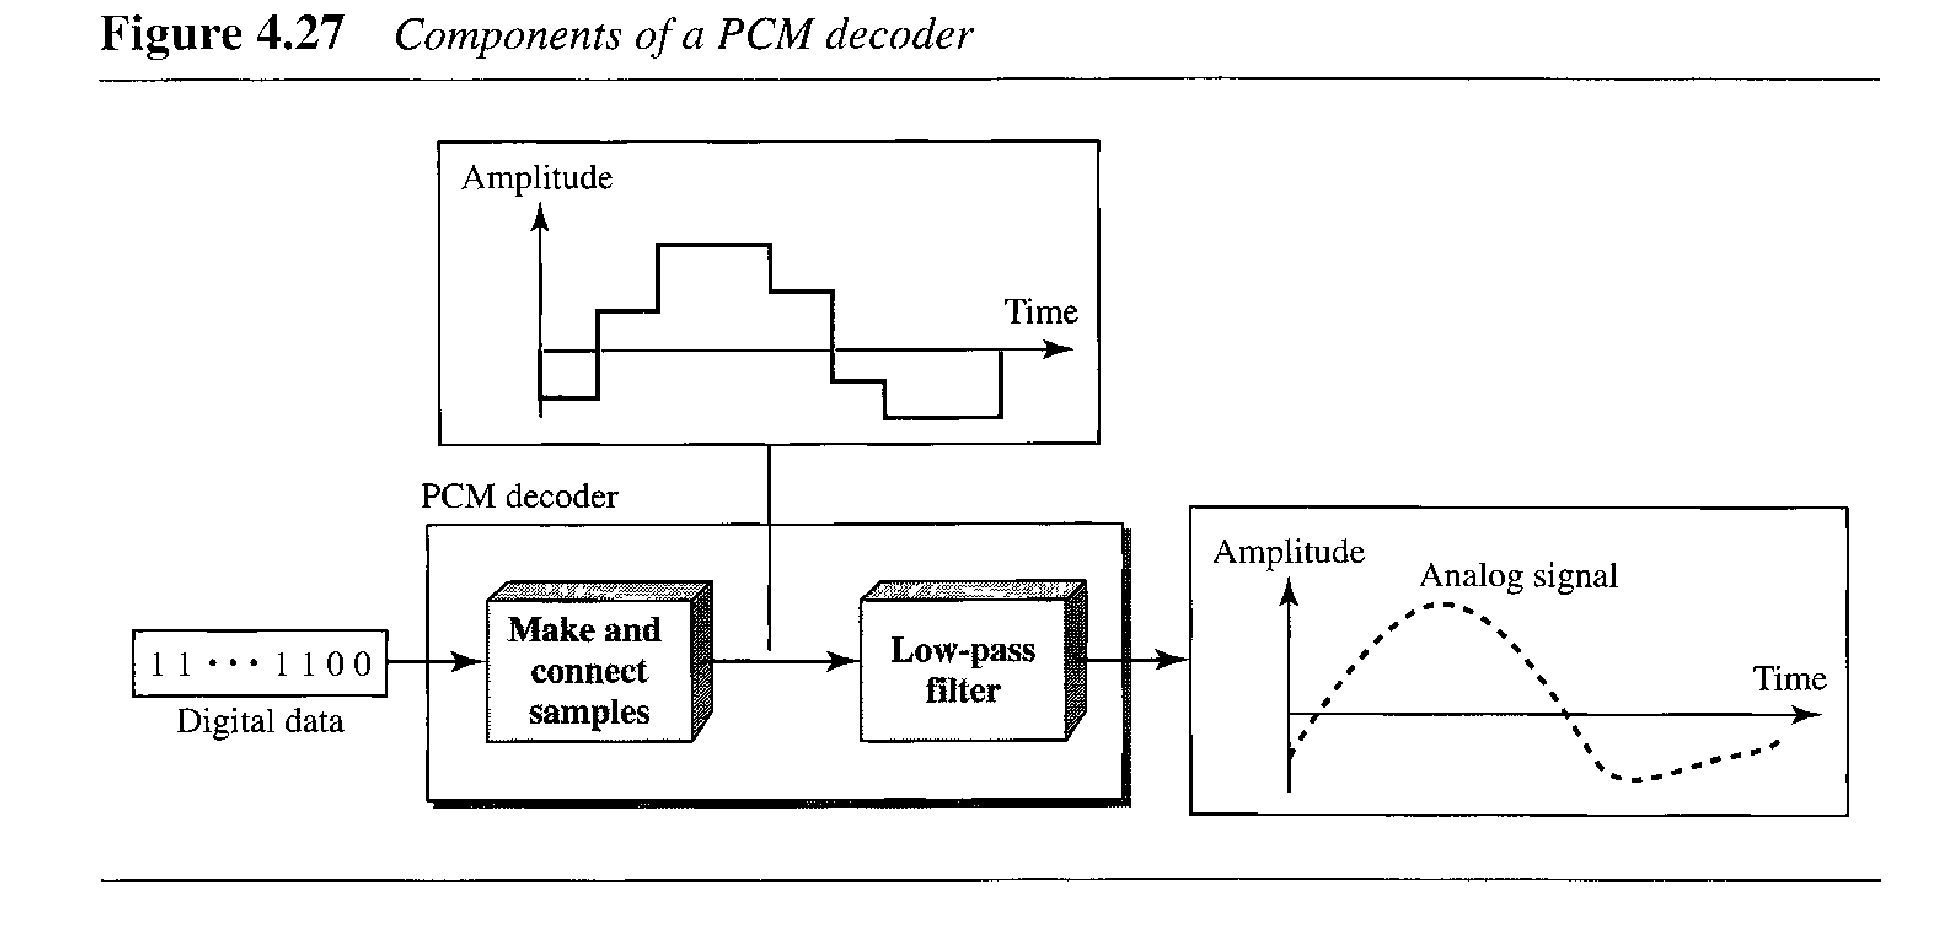 Figure 4.27 Components of a PCM decoder
Amplitude
Time
PCM decoder
Amplitude
Analog signal
Time
Make and
connect
samples
Low-pass
filter
1 1 • • • 1 1 0 0
Digital data